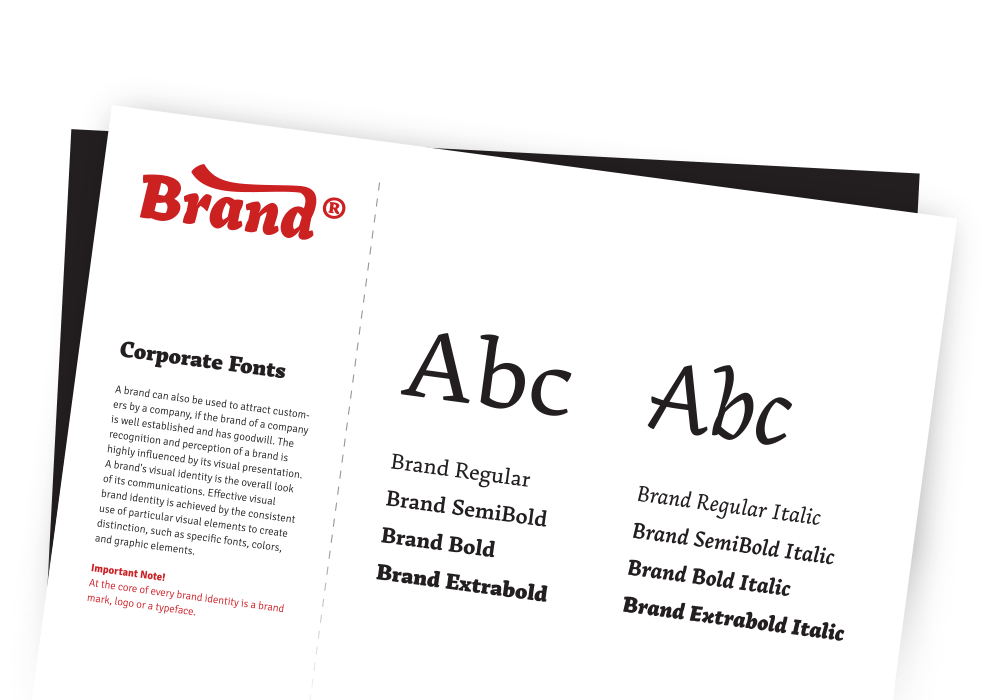 Brand®
Corporate Fonts
A brand can also be used to attract custom-
ers by a company, if the brand of a company
is well established and has goodwill. The
recognition and perception of a brand is
highly influenced by its visual presentation.
A brand's visual identity is the overall look
of its communications. Effective visual
brand identity is achieved by the consistent
use of particular visual elements to create
distinction, such as specific fonts, colors,
and graphic elements.
Important Note!
At the core of every brand identity is a brand
mark, logo or a typeface.
Abc
Brand Regular
Brand SemiBold
Brand Bold
Brand Extrabold
Abc
Brand Regular Italic
Brand SemiBold Italic
Brand Bold Italic
Brand Extrabold Italic